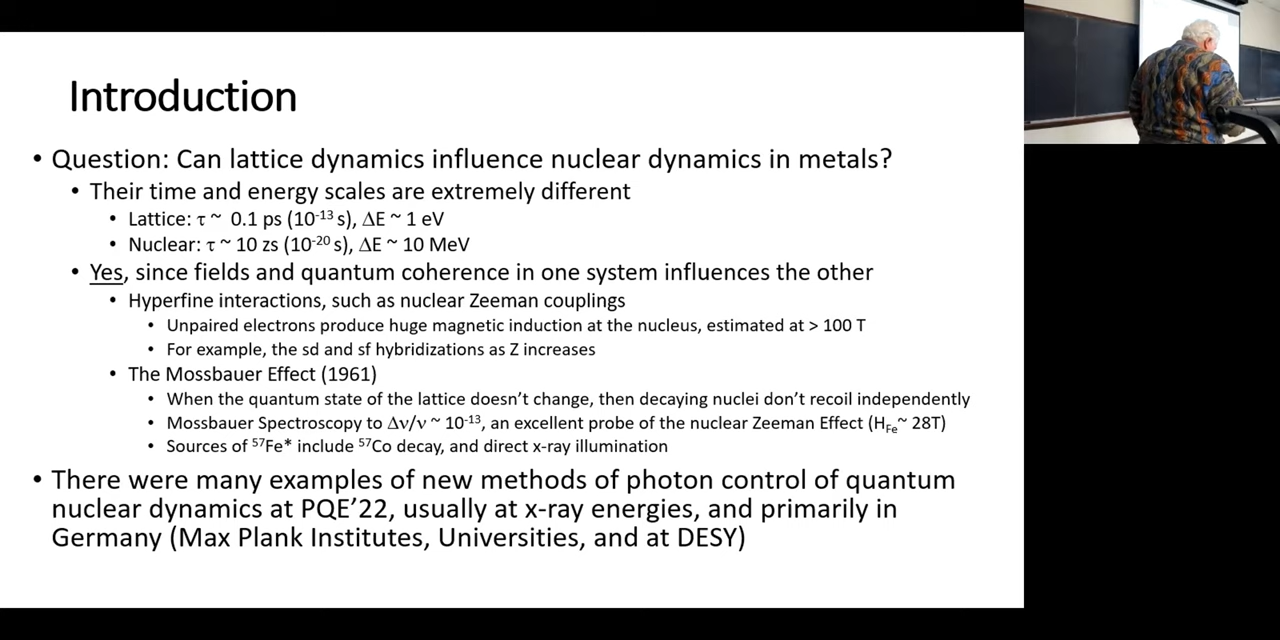 Introduction
• Question: Can lattice dynamics influence nuclear dynamics in metals?
• Their time and energy scales are extremely different
• Lattice: τ ~ 0.1 ps (10⁻¹³ s), ΔE ~ 1 eV
• Nuclear: τ ~ 10 zs (10⁻²⁰ s), ΔE ~ 10 MeV
• Yes, since fields and quantum coherence in one system influences the other
• Hyperfine interactions, such as nuclear Zeeman couplings
• Unpaired electrons produce huge magnetic induction at the nucleus, estimated at > 100 T
• For example, the sd and sf hybridizations as Z increases
• The Mossbauer Effect (1961)
• When the quantum state of the lattice doesn't change, then decaying nuclei don't recoil independently
• Mossbauer Spectroscopy to Δν/ν ~ 10⁻¹³, an excellent probe of the nuclear Zeeman Effect (H_Fe~ 28T)
• Sources of ⁵⁷Fe* include ⁵⁷Co decay, and direct x-ray illumination
• There were many examples of new methods of photon control of quantum
nuclear dynamics at PQE'22, usually at x-ray energies, and primarily in
Germany (Max Plank Institutes, Universities, and at DESY)